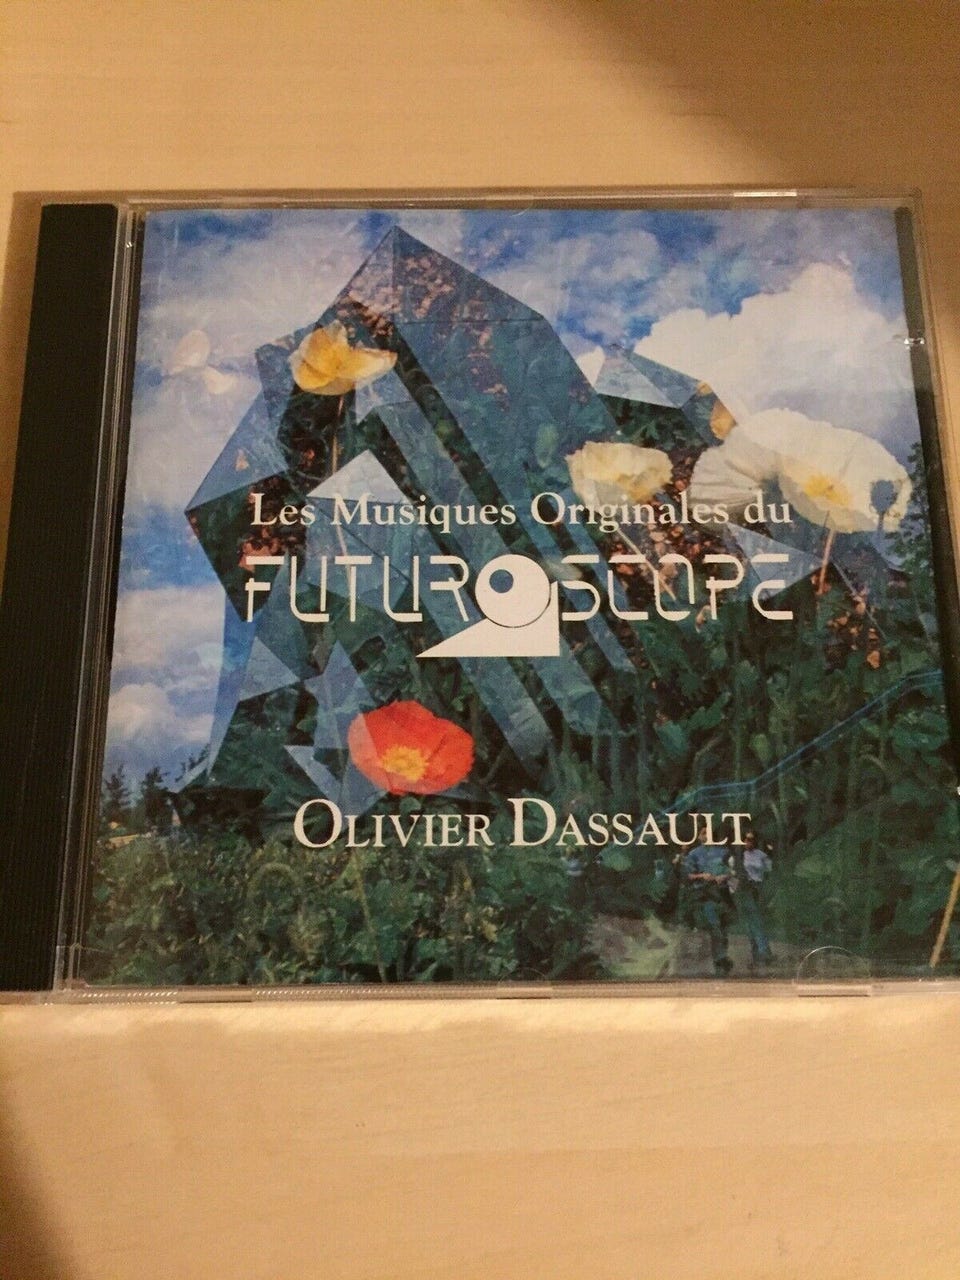 Les Musiques Originales du
FUTUROSCOPE
OLIVIER DASSAULT